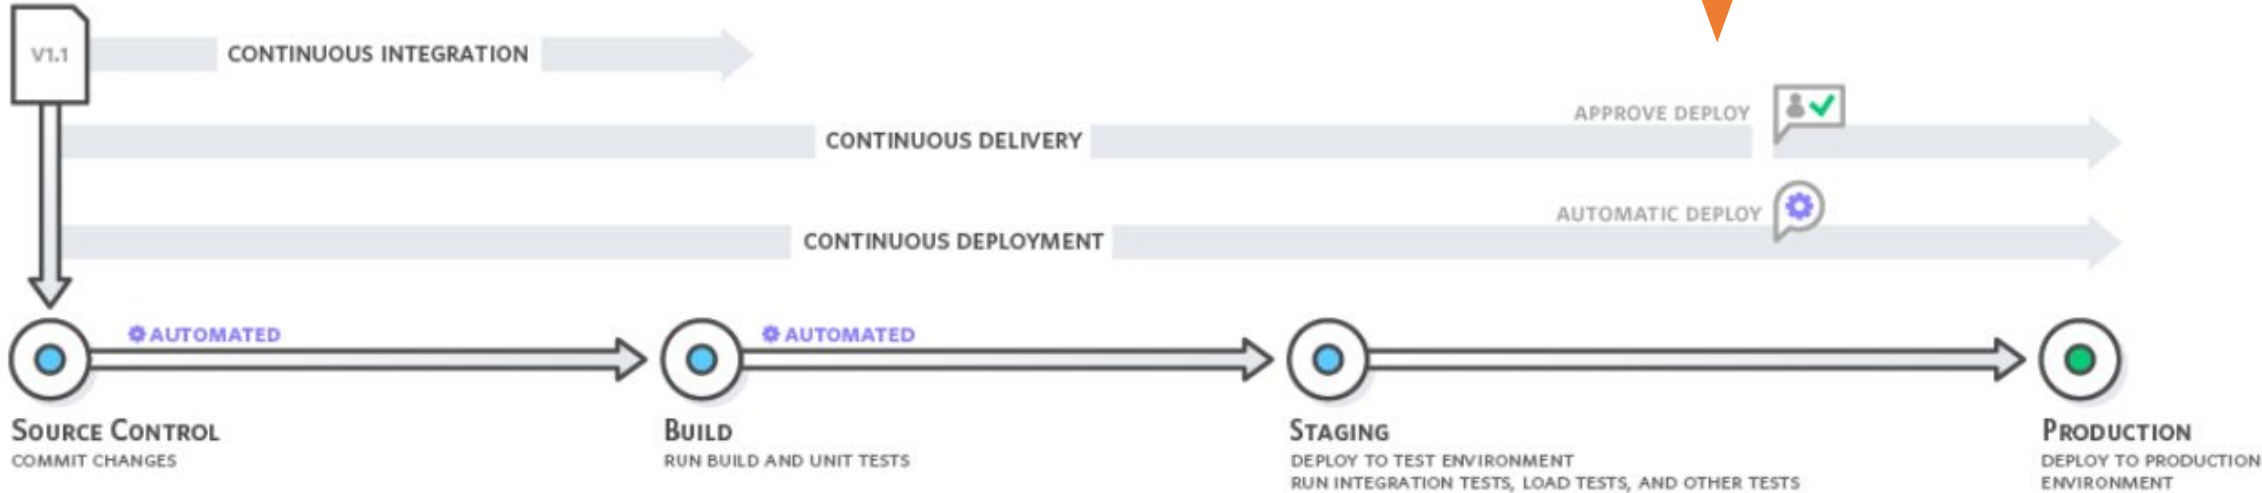 V1.1
CONTINUOUS INTEGRATION
APPROVE DEPLOY
CONTINUOUS DELIVERY
AUTOMATIC DEPLOY
CONTINUOUS DEPLOYMENT
AUTOMATED
AUTOMATED
SOURCE CONTROL
COMMIT CHANGES
BUILD
RUN BUILD AND UNIT TESTS
STAGING
DEPLOY TO TEST ENVIRONMENT
RUN INTEGRATION TESTS, LOAD TESTS, AND OTHER TESTS
PRODUCTION
DEPLOY TO PRODUCTION
ENVIRONMENT